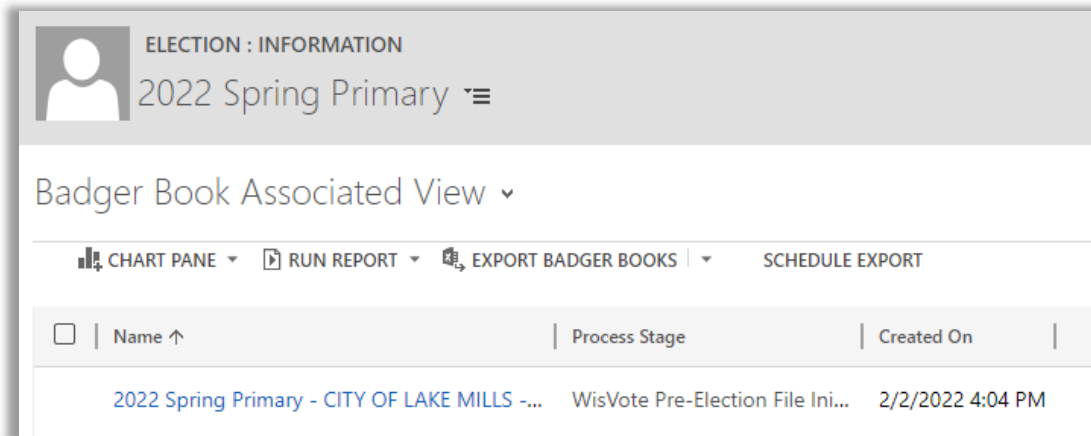 ELECTION : INFORMATION
2022 Spring Primary
Badger Book Associated View
CHART PANE RUN REPORT EXPORT BADGER BOOKS SCHEDULE EXPORT
Name Process Stage Created On
2022 Spring Primary - CITY OF LAKE MILLS -... WisVote Pre-Election File Ini... 2/2/2022 4:04 PM